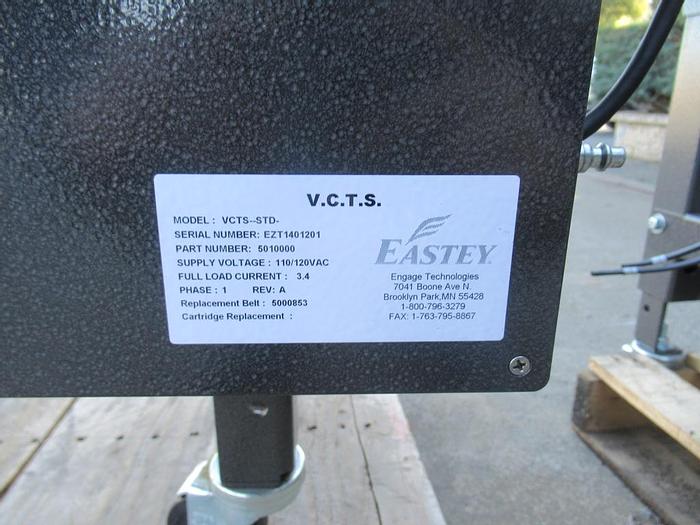 V.C.T.S.
MODEL : VCTS--STD-
SERIAL NUMBER: EZT1401201
PART NUMBER: 5010000
SUPPLY VOLTAGE : 110/120VAC
FULL LOAD CURRENT : 3.4
PHASE : 1 REV: A
Replacement Belt : 5000853
Cartridge Replacement :
EASTEY
Engage Technologies
7041 Boone Ave N.
Brooklyn Park,MN 55428
1-800-796-3279
FAX: 1-763-795-8867